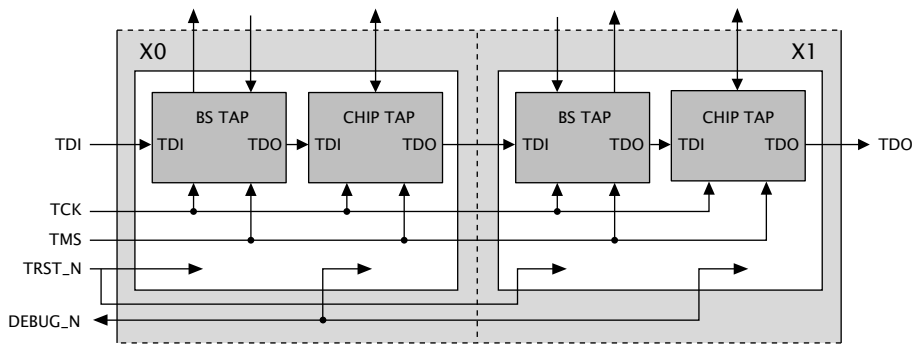 X0
X1
BS TAP
CHIP TAP
BS TAP
CHIP TAP
TDI
TDI
TDO
TDI
TDO
TDI
TDO
TDI
TDO
TDO
TCK
TMS
TRST_N
DEBUG_N